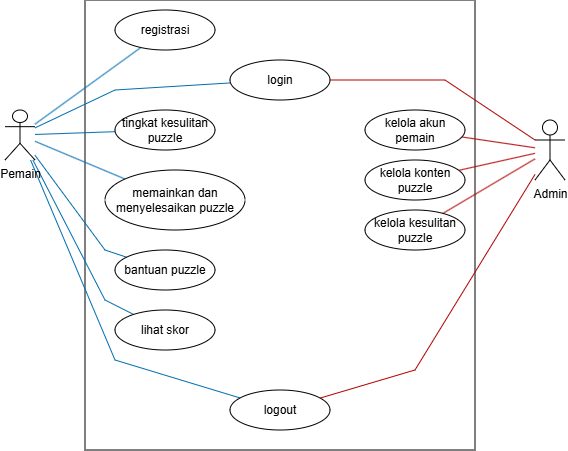 registrasi
login
tingkat kesulitan
puzzle
kelola akun
pemain
Pemain
memainkan dan
menyelesaikan puzzle
kelola konten
puzzle
Admin
kelola kesulitan
puzzle
bantuan puzzle
lihat skor
logout